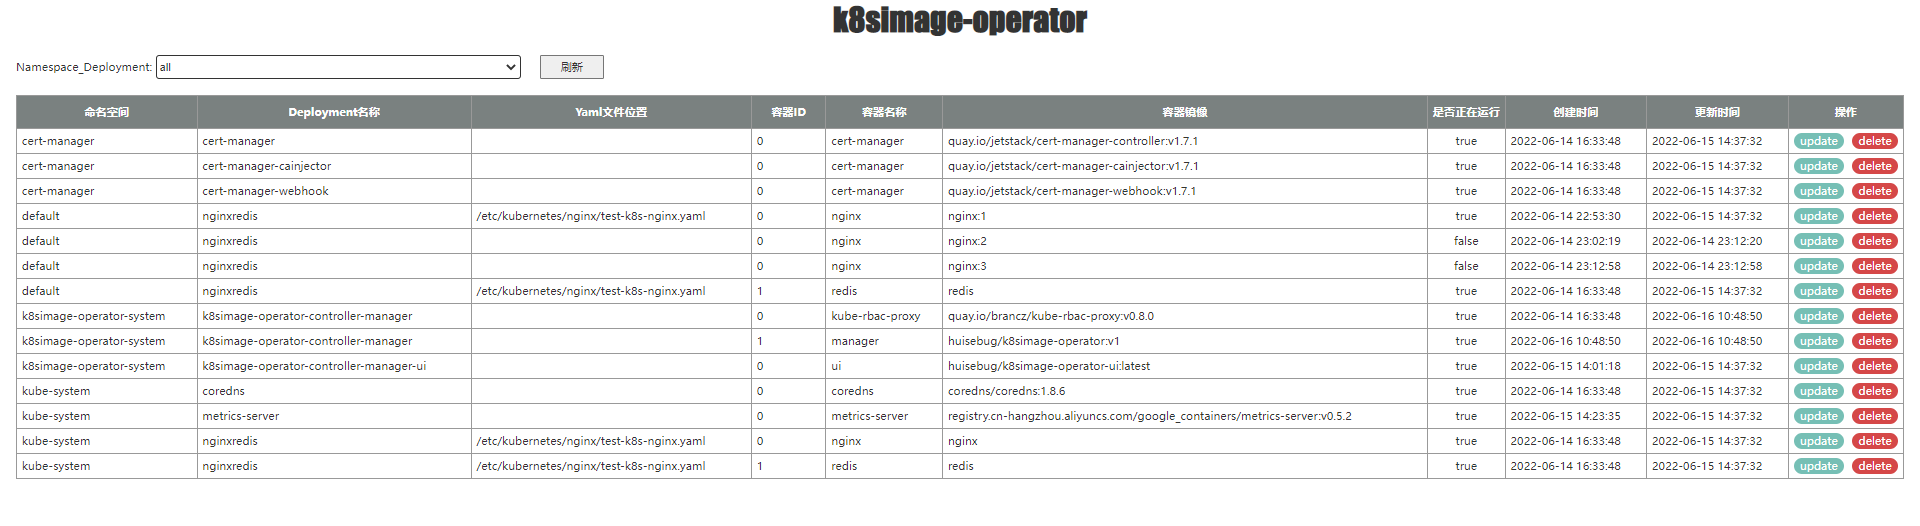 k8simage-operator
Namespace_Deployment: all 刷新
命名空间 Deployment名称 Yaml文件位置 容器ID 容器名称 容器镜像 是否正在运行 创建时间 更新时间 操作
cert-manager cert-manager 0 cert-manager quay.io/jetstack/cert-manager-controller:v1.7.1 true 2022-06-14 16:33:48 2022-06-15 14:37:32 update delete
cert-manager cert-manager-cainjector 0 cert-manager quay.io/jetstack/cert-manager-cainjector:v1.7.1 true 2022-06-14 16:33:48 2022-06-15 14:37:32 update delete
cert-manager cert-manager-webhook 0 cert-manager quay.io/jetstack/cert-manager-webhook:v1.7.1 true 2022-06-14 16:33:48 2022-06-15 14:37:32 update delete
default nginxredis /etc/kubernetes/nginx/test-k8s-nginx.yaml 0 nginx nginx:1 true 2022-06-14 22:53:30 2022-06-15 14:37:32 update delete
default nginxredis 0 nginx nginx:2 false 2022-06-14 23:02:19 2022-06-14 23:12:20 update delete
default nginxredis 0 nginx nginx:3 false 2022-06-14 23:12:58 2022-06-14 23:12:58 update delete
default nginxredis /etc/kubernetes/nginx/test-k8s-nginx.yaml 1 redis redis true 2022-06-14 16:33:48 2022-06-15 14:37:32 update delete
k8simage-operator-system k8simage-operator-controller-manager 0 kube-rbac-proxy quay.io/brancz/kube-rbac-proxy:v0.8.0 true 2022-06-14 16:33:48 2022-06-16 10:48:50 update delete
k8simage-operator-system k8simage-operator-controller-manager 1 manager huisebug/k8simage-operator:v1 true 2022-06-16 10:48:50 2022-06-16 10:48:50 update delete
k8simage-operator-system k8simage-operator-controller-manager-ui 0 ui huisebug/k8simage-operator-ui:latest true 2022-06-15 14:01:18 2022-06-15 14:37:32 update delete
kube-system coredns 0 coredns coredns/coredns:1.8.6 true 2022-06-14 16:33:48 2022-06-15 14:37:32 update delete
kube-system metrics-server 0 metrics-server registry.cn-hangzhou.aliyuncs.com/google_containers/metrics-server:v0.5.2 true 2022-06-15 14:23:35 2022-06-15 14:37:32 update delete
kube-system nginxredis /etc/kubernetes/nginx/test-k8s-nginx.yaml 0 nginx nginx true 2022-06-14 16:33:48 2022-06-15 14:37:32 update delete
kube-system nginxredis /etc/kubernetes/nginx/test-k8s-nginx.yaml 1 redis redis true 2022-06-14 16:33:48 2022-06-15 14:37:32 update delete